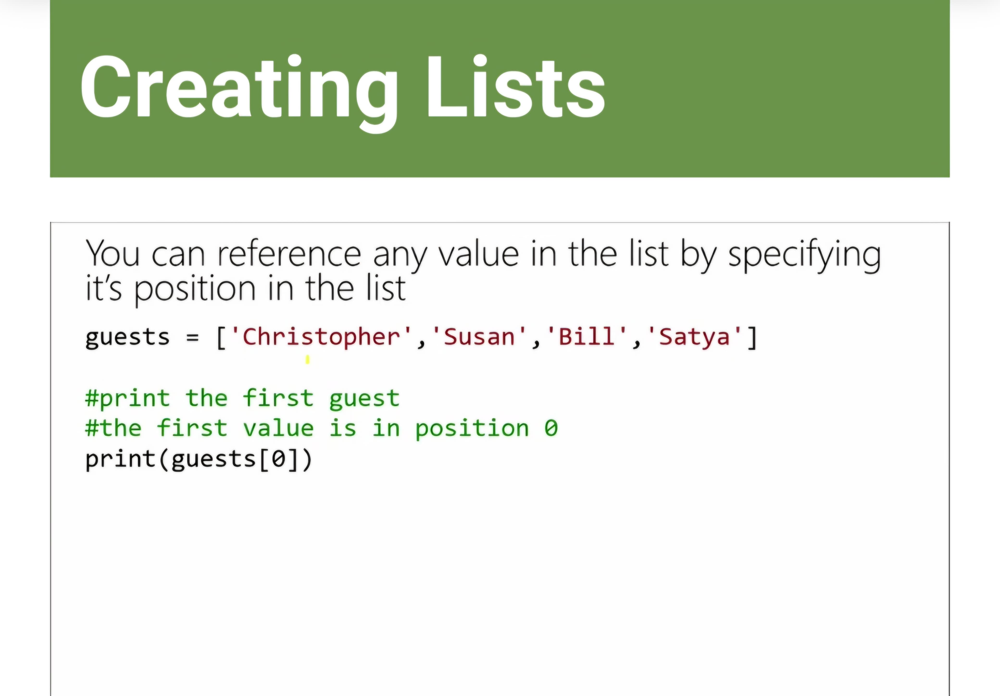 Creating Lists
You can reference any value in the list by specifying
it's position in the list
guests = ['Christopher','Susan','Bill','Satya']
#print the first guest
#the first value is in position 0
print(guests[0])